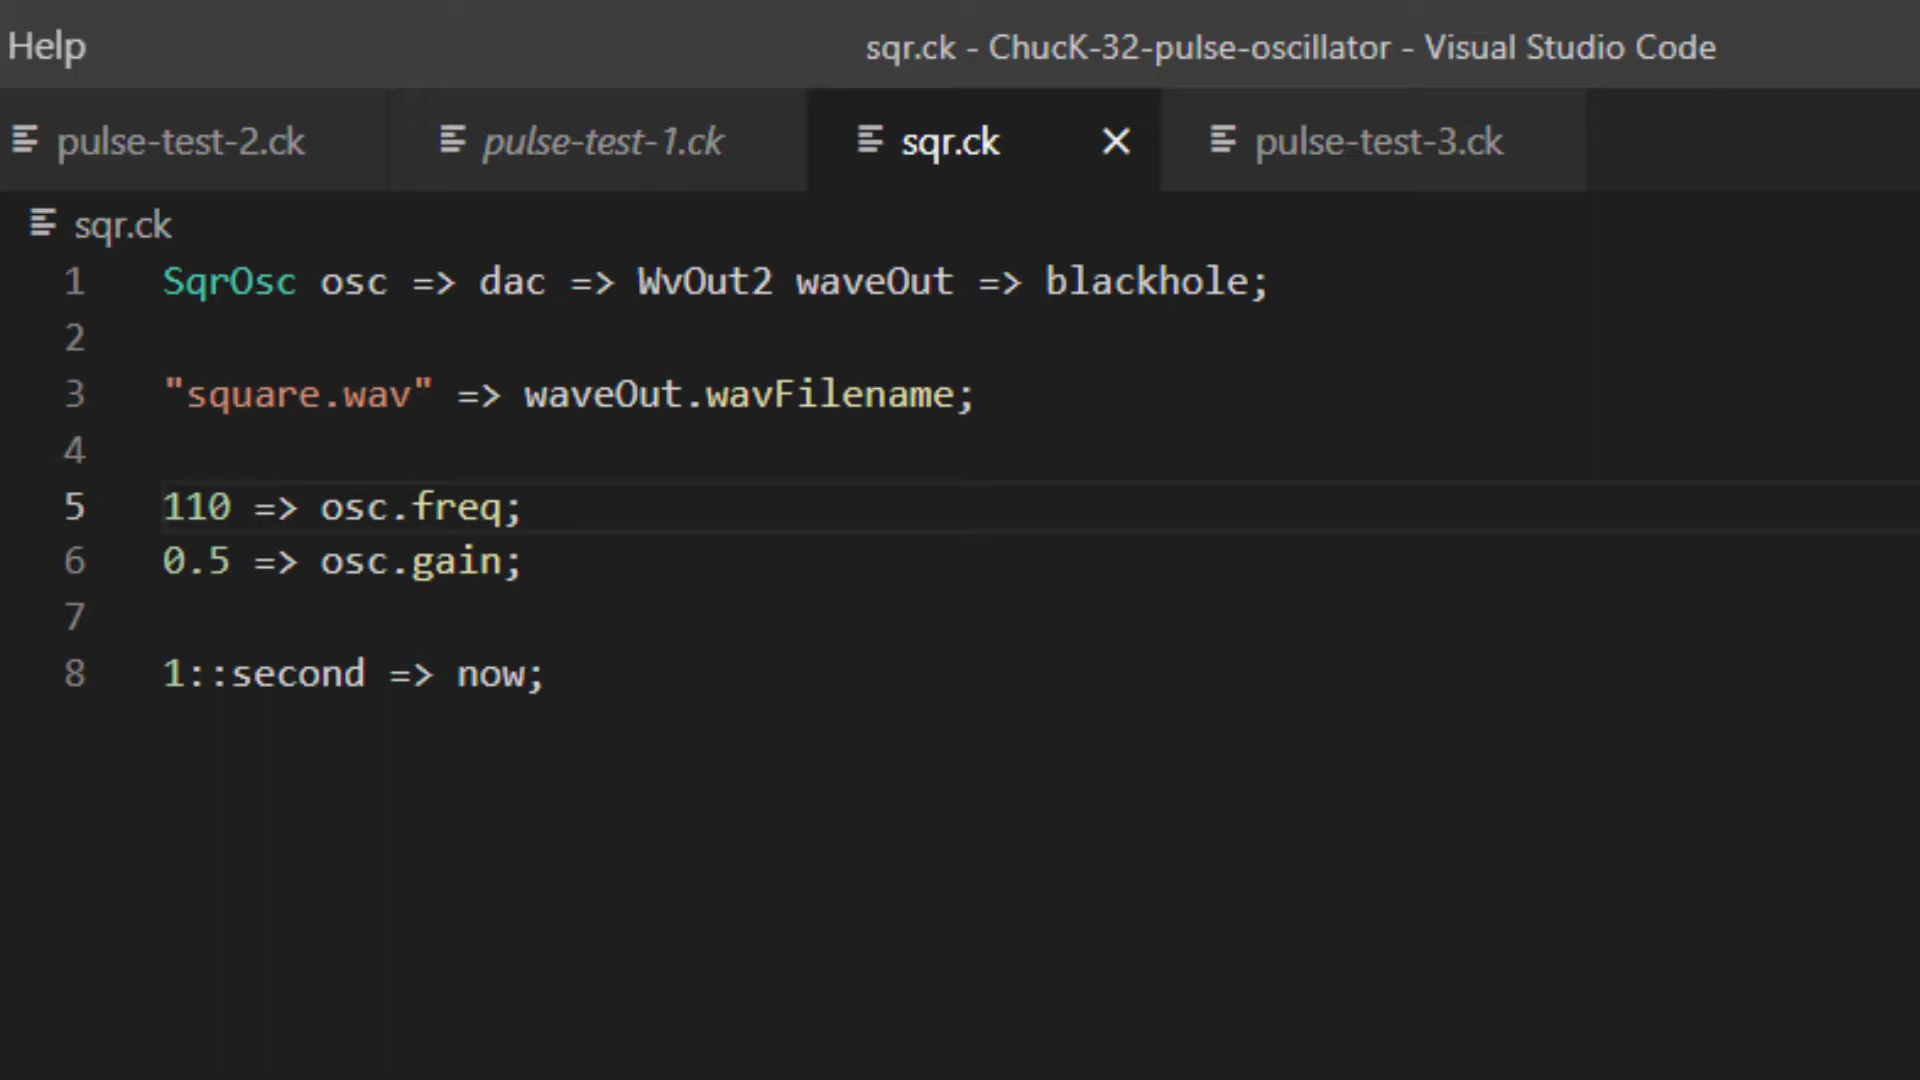 Help
sqr.ck - ChucK-32-pulse-oscillator - Visual Studio Code
pulse-test-2.ck
pulse-test-1.ck
sqr.ck
pulse-test-3.ck
sqr.ck
1 SqrOsc osc => dac => WvOut2 waveOut => blackhole;
2
3 "square.wav" => waveOut.wavFilename;
4
5 110 => osc.freq;
6 0.5 => osc.gain;
7
8 1::second => now;